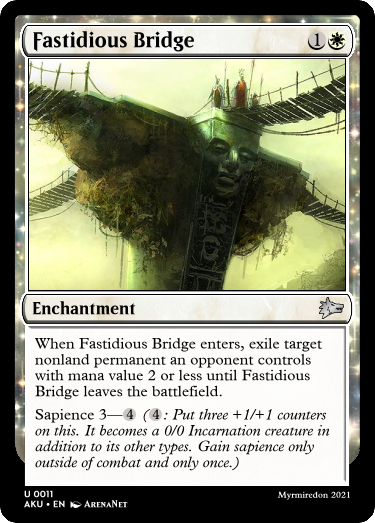 Fastidious Bridge 1
Enchantment
When Fastidious Bridge enters, exile target
nonland permanent an opponent controls
with mana value 2 or less until Fastidious
Bridge leaves the battlefield.
Sapience 3—4 (4: Put three +1/+1 counters
on this. It becomes a 0/0 Incarnation creature in
addition to its other types. Gain sapience only
outside of combat and only once.)
U 0011
AKU • EN ArenaNet
Myrmiredon 2021